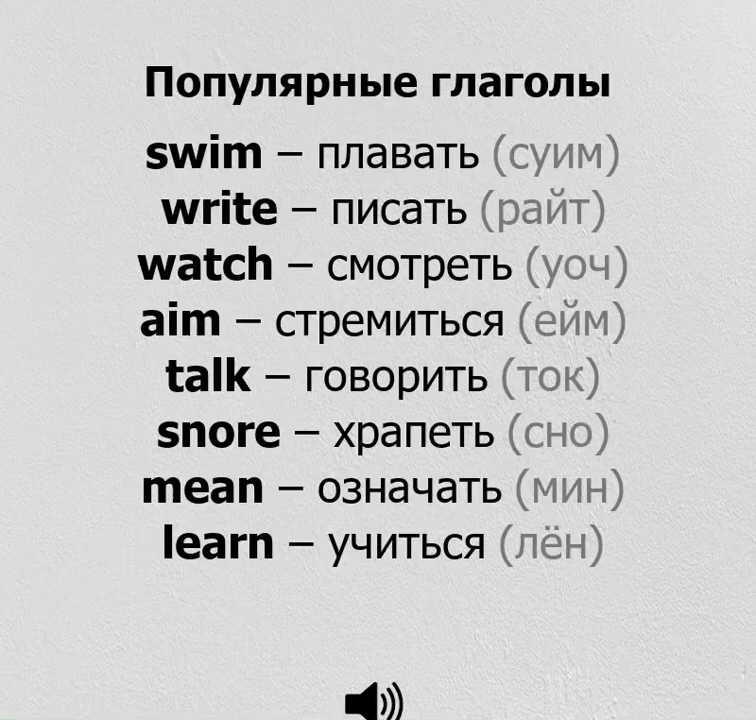 Популярные глаголы
swim – плавать (суим)
write – писать (райт)
watch – смотреть (уоч)
aim – стремиться (ейм)
talk – говорить (ток)
snore – храпеть (сно)
mean – означать (мин)
learn – учиться (лён)